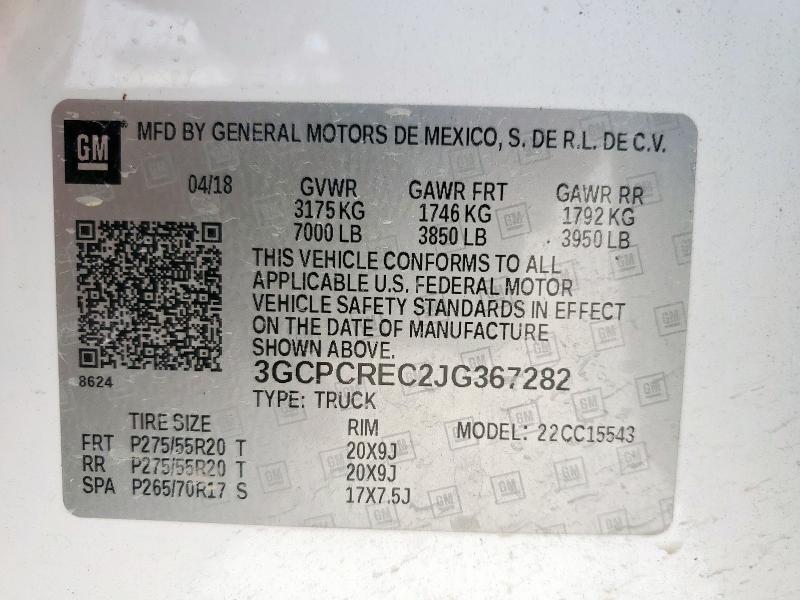 GM
MFD BY GENERAL MOTORS DE MEXICO, S. DE R.L. DE C.V.
04/18 GVWR GAWR FRT GAWR RR
3175 KG 1746 KG 1792 KG
7000 LB 3850 LB 3950 LB
THIS VEHICLE CONFORMS TO ALL
APPLICABLE U.S. FEDERAL MOTOR
VEHICLE SAFETY STANDARDS IN EFFECT
ON THE DATE OF MANUFACTURE
SHOWN ABOVE.
8624
3GCPCREC2JG367282
TYPE: TRUCK
TIRE SIZE RIM MODEL: 22CC15543
FRT P275/55R20 T 20X9J
RR P275/55R20 T 20X9J
SPA P265/70R17 S 17X7.5J